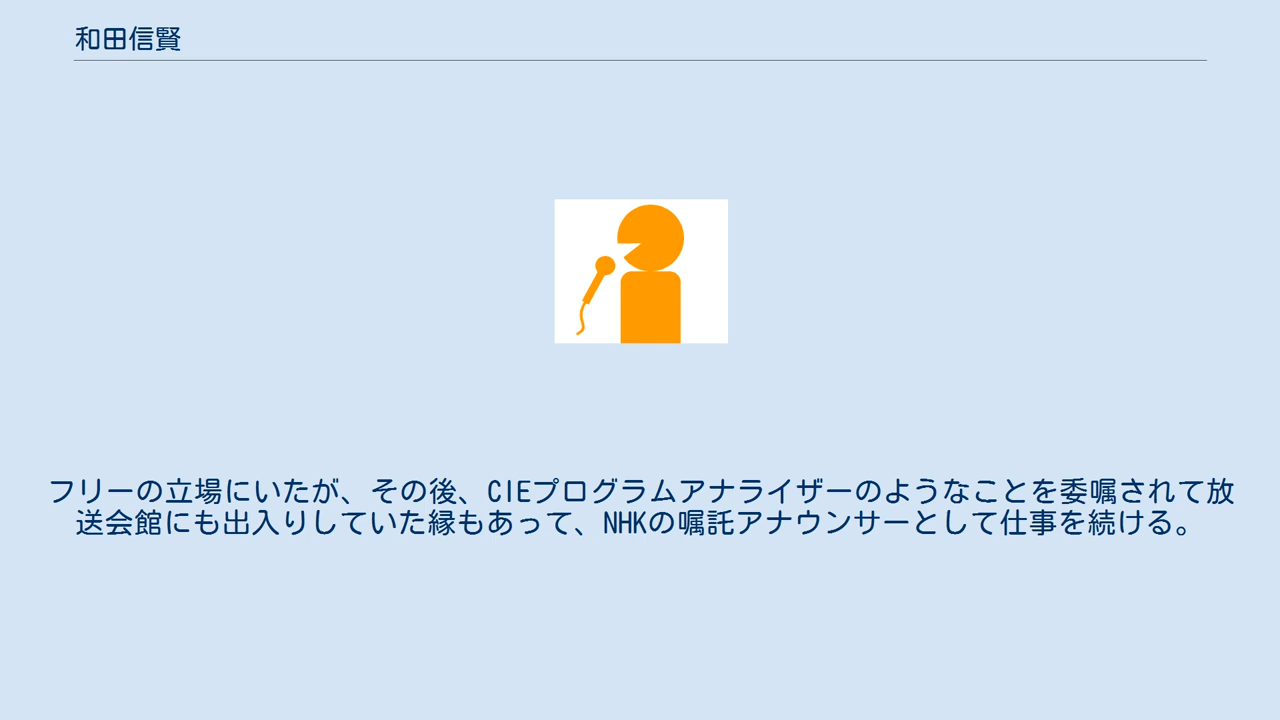 和田信賢
フリーの立場にいたが、その後、CIEプログラムアナライザーのようなことを委嘱されて放
送会館にも出入りしていた縁もあって、NHKの嘱託アナウンサーとして仕事を続ける。